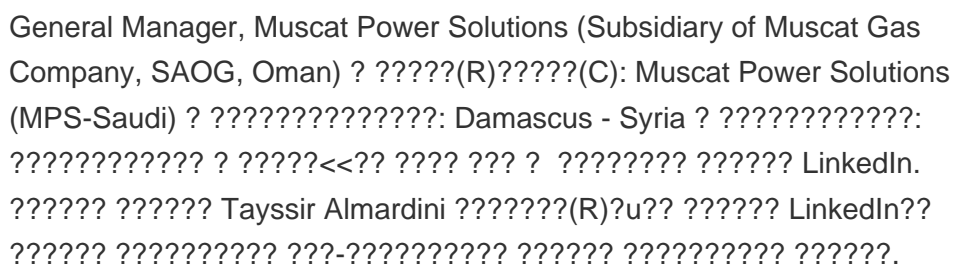 General Manager, Muscat Power Solutions (Subsidiary of Muscat Gas
Company, SAOG, Oman) ? ?????(R)?????(C): Muscat Power Solutions
(MPS-Saudi) ? ??????????????: Damascus - Syria ? ????????????:
???????????? ? ?????<<?? ???? ??? ? ???????? ?????? LinkedIn.
?????? ?????? Tayssir Almardini ???????(R)?u?? ?????? LinkedIn??
?????? ?????????? ???-?????????? ?????? ?????????? ??????.